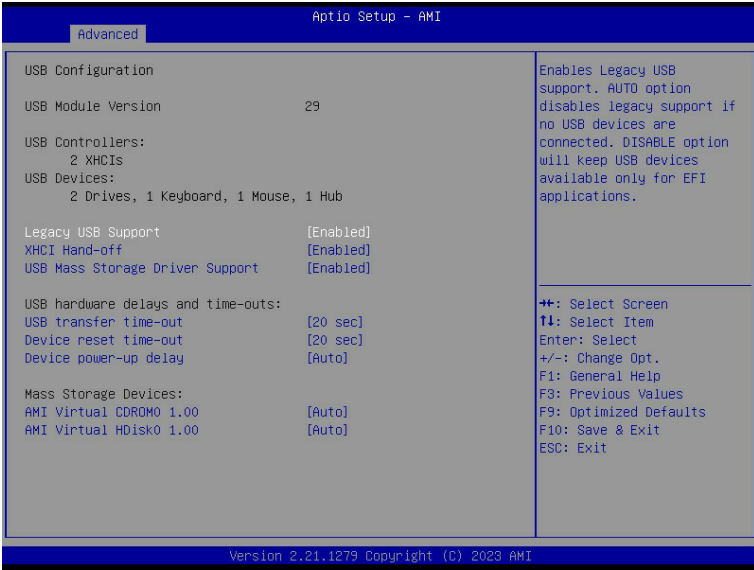 Aptio Setup – AMI
Advanced
USB Configuration
USB Module Version 29
USB Controllers:
2 XHCIs
USB Devices:
2 Drives, 1 Keyboard, 1 Mouse, 1 Hub
Legacy USB Support [Enabled]
XHCI Hand-off [Enabled]
USB Mass Storage Driver Support [Enabled]
USB hardware delays and time-outs:
USB transfer time-out [20 sec]
Device reset time-out [20 sec]
Device power-up delay [Auto]
Mass Storage Devices:
AMI Virtual CDROM0 1.00 [Auto]
AMI Virtual HDisk0 1.00 [Auto]
Enables Legacy USB
support. AUTO option
disables legacy support if
no USB devices are
connected. DISABLE option
will keep USB devices
available only for EFI
applications.
→←: Select Screen
↑↓: Select Item
Enter: Select
+/-: Change Opt.
F1: General Help
F3: Previous Values
F9: Optimized Defaults
F10: Save & Exit
ESC: Exit
Version 2.21.1279 Copyright (C) 2023 AMI